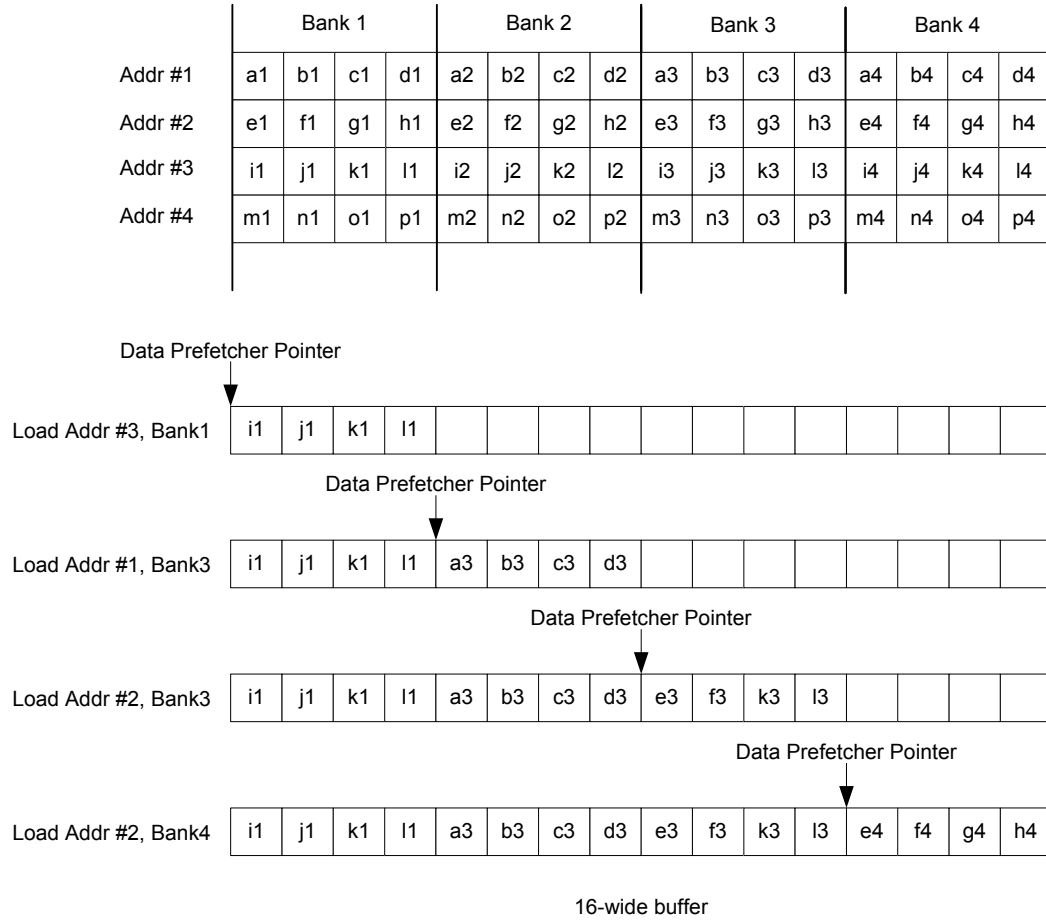 Bank 1 Bank 2 Bank 3 Bank 4
Addr #1 a1 b1 c1 d1 a2 b2 c2 d2 a3 b3 c3 d3 a4 b4 c4 d4
Addr #2 e1 f1 g1 h1 e2 f2 g2 h2 e3 f3 g3 h3 e4 f4 g4 h4
Addr #3 i1 j1 k1 l1 i2 j2 k2 l2 i3 j3 k3 l3 i4 j4 k4 l4
Addr #4 m1 n1 o1 p1 m2 n2 o2 p2 m3 n3 o3 p3 m4 n4 o4 p4
Data Prefetcher Pointer
Load Addr #3, Bank1 i1 j1 k1 l1
Data Prefetcher Pointer
Load Addr #1, Bank3 i1 j1 k1 l1 a3 b3 c3 d3
Data Prefetcher Pointer
Load Addr #2, Bank3 i1 j1 k1 l1 a3 b3 c3 d3 e3 f3 k3 l3
Data Prefetcher Pointer
Load Addr #2, Bank4 i1 j1 k1 l1 a3 b3 c3 d3 e3 f3 k3 l3 e4 f4 g4 h4
16-wide buffer